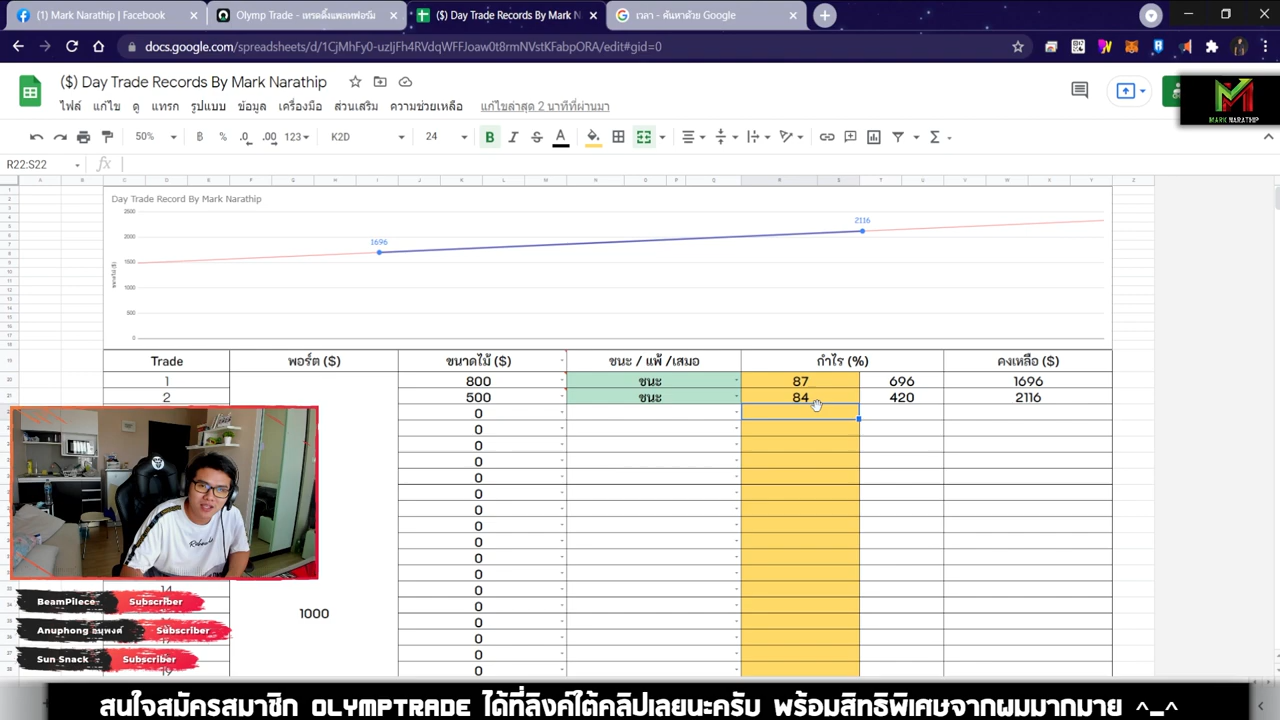 (1) Mark Narathip | Facebook
Olymp Trade - เทรดดิ้งแพลทฟอร์ม
($) Day Trade Records By Mark N
เวลา - ค้นหาด้วย Google
docs.google.com/spreadsheets/d/1CjMhFy0-uzIjFh4RVdqWFFJoaw0t8rmNVstKFabpORA/edit#gid=0
($) Day Trade Records By Mark Narathip
ไฟล์ แก้ไข ดู แทรก รูปแบบ ข้อมูล เครื่องมือ ส่วนเสริม ความช่วยเหลือ แก้ไขล่าสุด 2 นาทีที่ผ่านมา
MARK NARATHIP
50% % .0 .00 123 K2D 24 B I S A
R22:S22 fx
A B C D E F G H I J K L M N O P Q R S T U V W X Y Z
Day Trade Record By Mark Narathip
2500
2000
1500
500
0
1696
2116
Trade พอร์ต ($) ขนาดไม้ ($) ชนะ / แพ้ /เสมอ กำไร (%) คงเหลือ ($)
1 800 ชนะ 87 696 1696
2 500 ชนะ 84 420 2116
0
0
0
0
0
0
0
0
0
0
0
14 0
0
1000
0
0
0
19 0
BeamPiece Subscriber
Anuphong อนุพงศ์ Subscriber
Sun Snack Subscriber
สนใจสมัครสมาชิก OLYMPTRADE ได้ที่ลิงค์ใต้คลิปเลยนะครับ พร้อมสิทธิพิเศษจากผมมากมาย ^_^